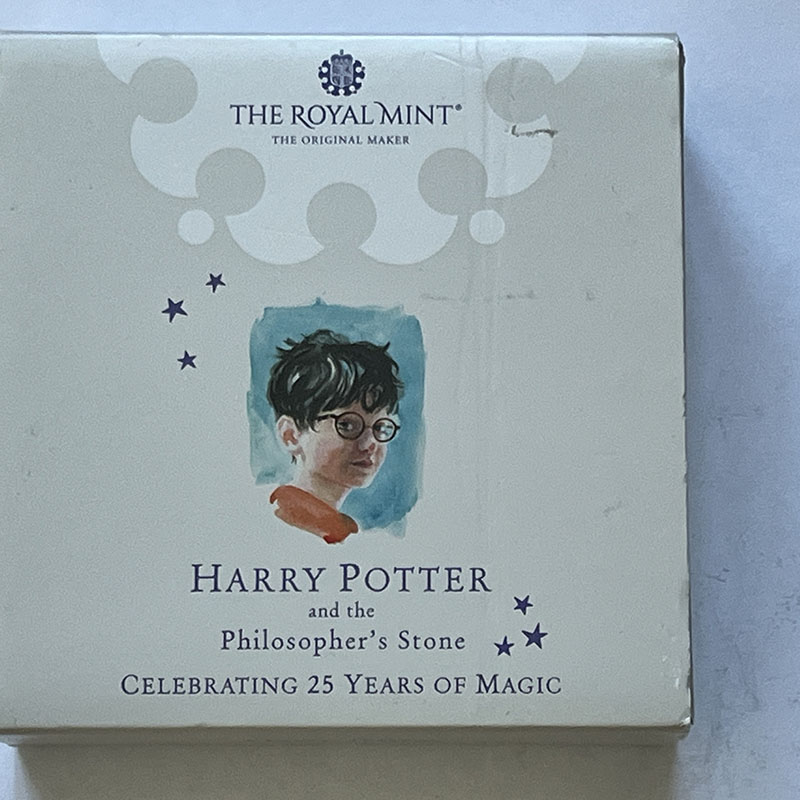 THE ROYAL MINT®
THE ORIGINAL MAKER
HARRY POTTER
and the
Philosopher's Stone
CELEBRATING 25 YEARS OF MAGIC